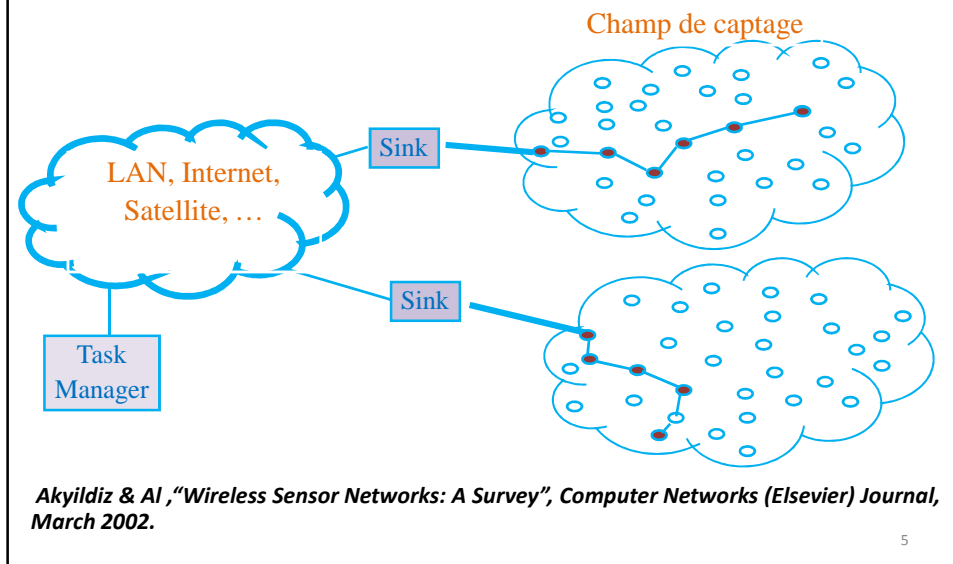 Champ de captage
Sink
LAN, Internet,
Satellite, …
Sink
Task
Manager
Akyildiz & Al ,“Wireless Sensor Networks: A Survey”, Computer Networks (Elsevier) Journal,
March 2002.
5